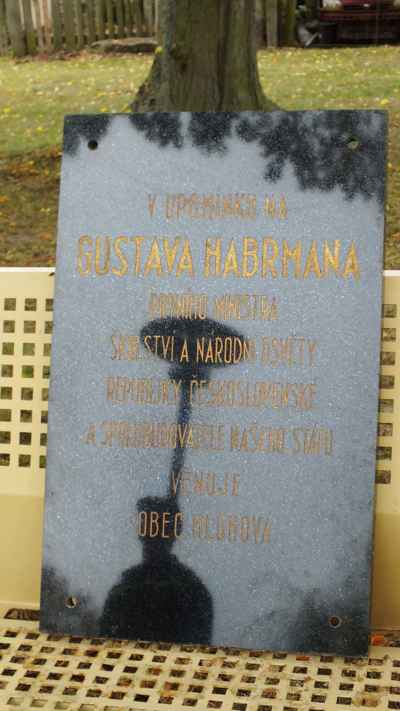 V UPOMÍNKU NA
GUSTAVA HABRMANA
PRVNÍHO MINISTRA
ŠKOLSTVÍ A NÁRODNÍ OSVĚTY
REPUBLIKY ČESKOSLOVENSKÉ
A SPOLUBUDOVATELE NAŠEHO STÁTU
VĚNUJE
OBEC